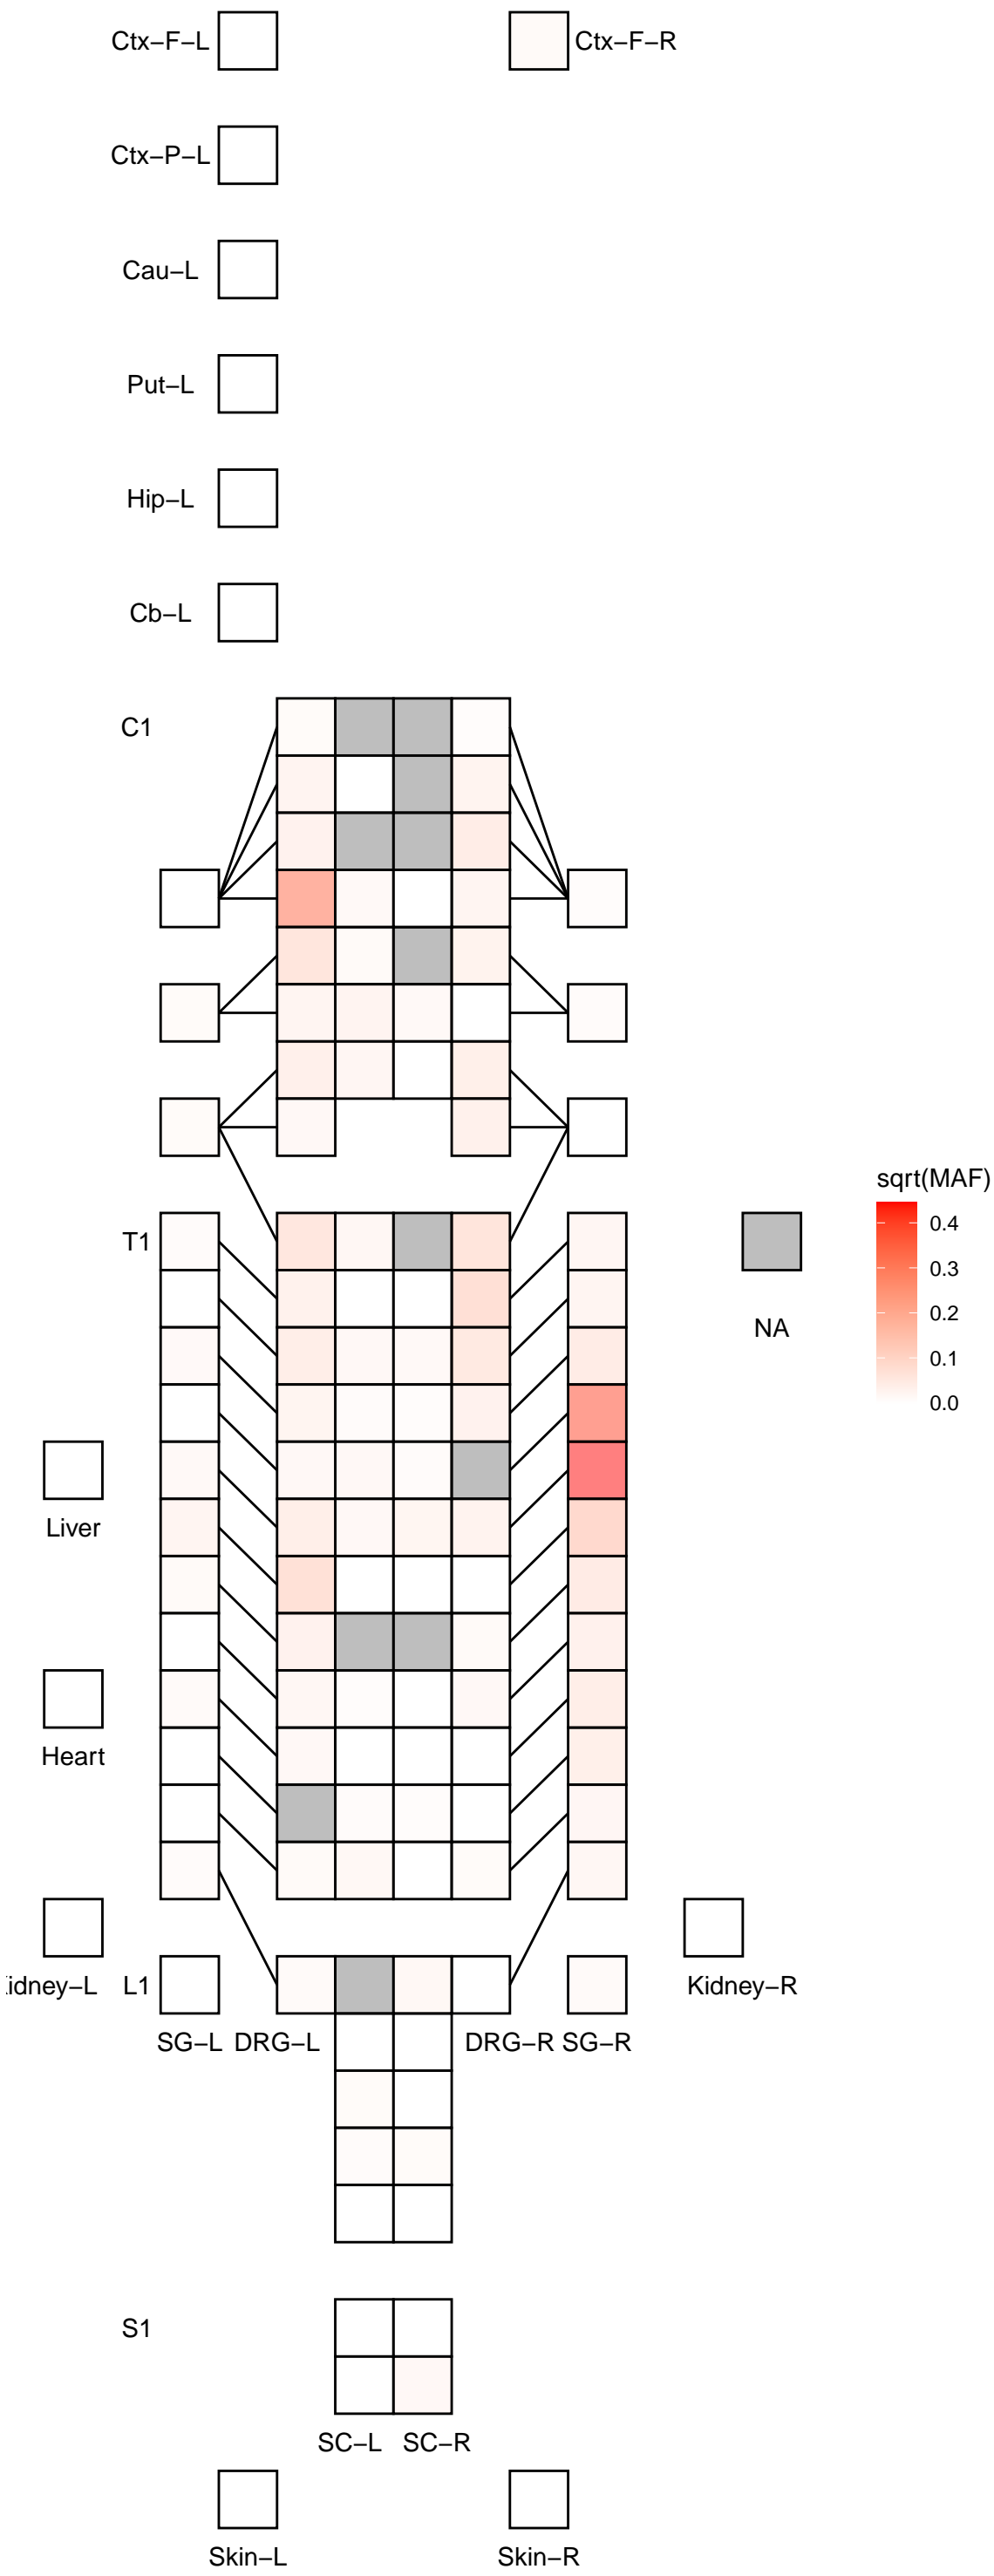 Ctx–F–L
Ctx–F–R
Ctx–P–L
Cau–L
Put–L
Hip–L
Cb–L
C1
sqrt(MAF)
T1
0.4
0.3
NA
0.2
0.1
0.0
Liver
Heart
idney–L
L1
Kidney–R
SG–L
DRG–L
DRG–R
SG–R
S1
SC–L
SC–R
Skin–L
Skin–R